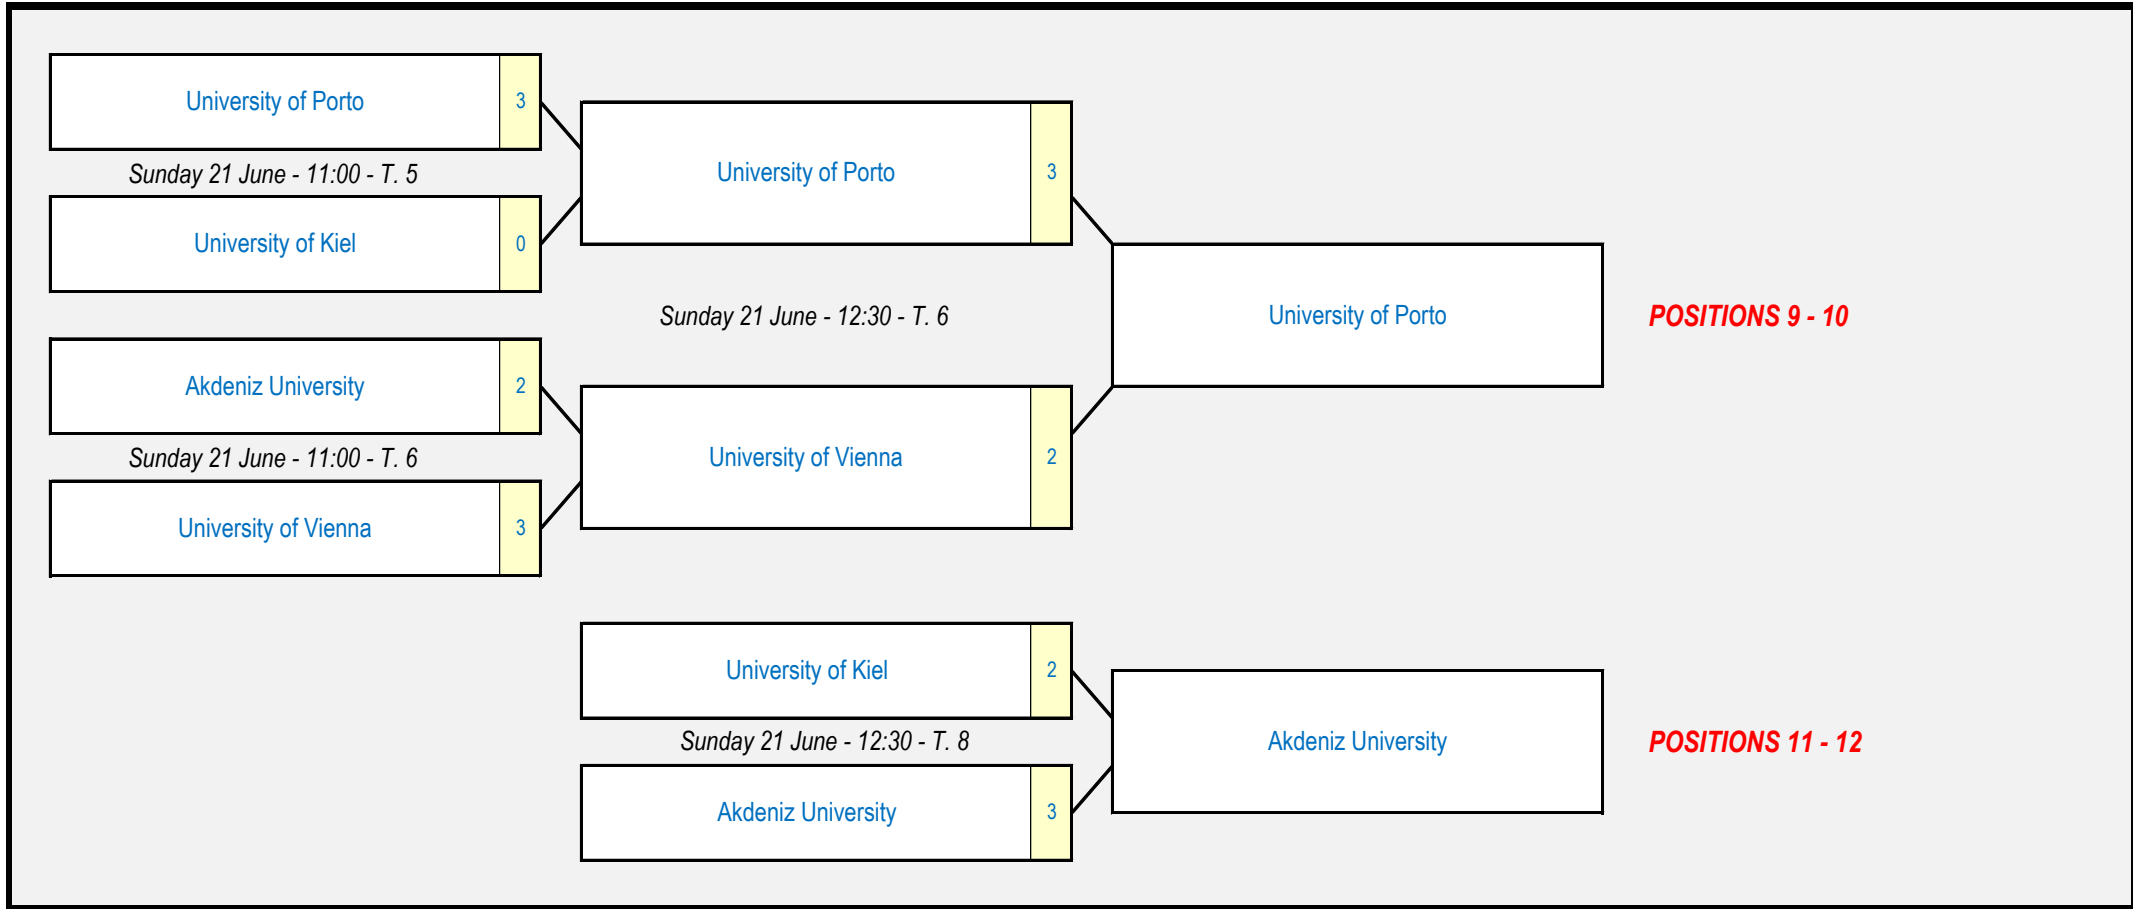 University of Porto 3
Sunday 21 June - 11:00 - T. 5
University of Kiel 0
Akdeniz University 2
Sunday 21 June - 11:00 - T. 6
University of Vienna 3
University of Porto 3
Sunday 21 June - 12:30 - T. 6
University of Vienna 2
University of Porto
POSITIONS 9 - 10
University of Kiel 2
Sunday 21 June - 12:30 - T. 8
Akdeniz University 3
Akdeniz University
POSITIONS 11 - 12